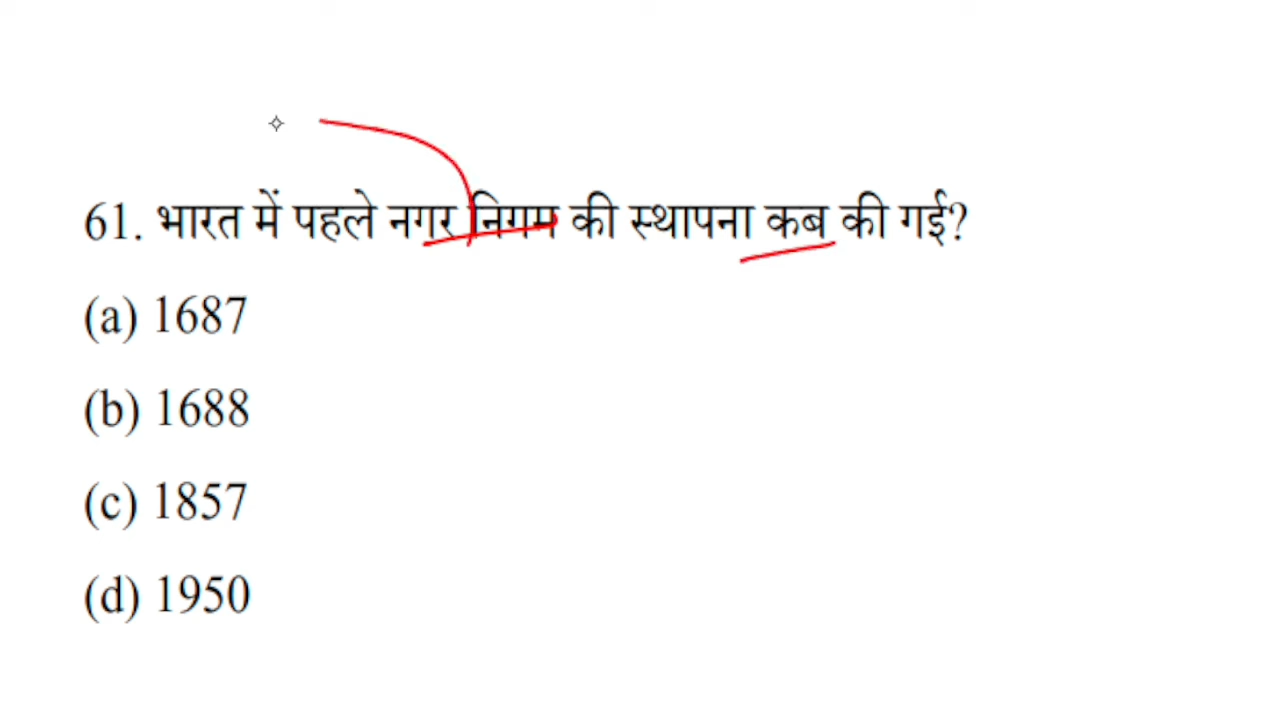 61. भारत में पहले नगर निगम की स्थापना कब की गई?
(a) 1687
(b) 1688
(c) 1857
(d) 1950